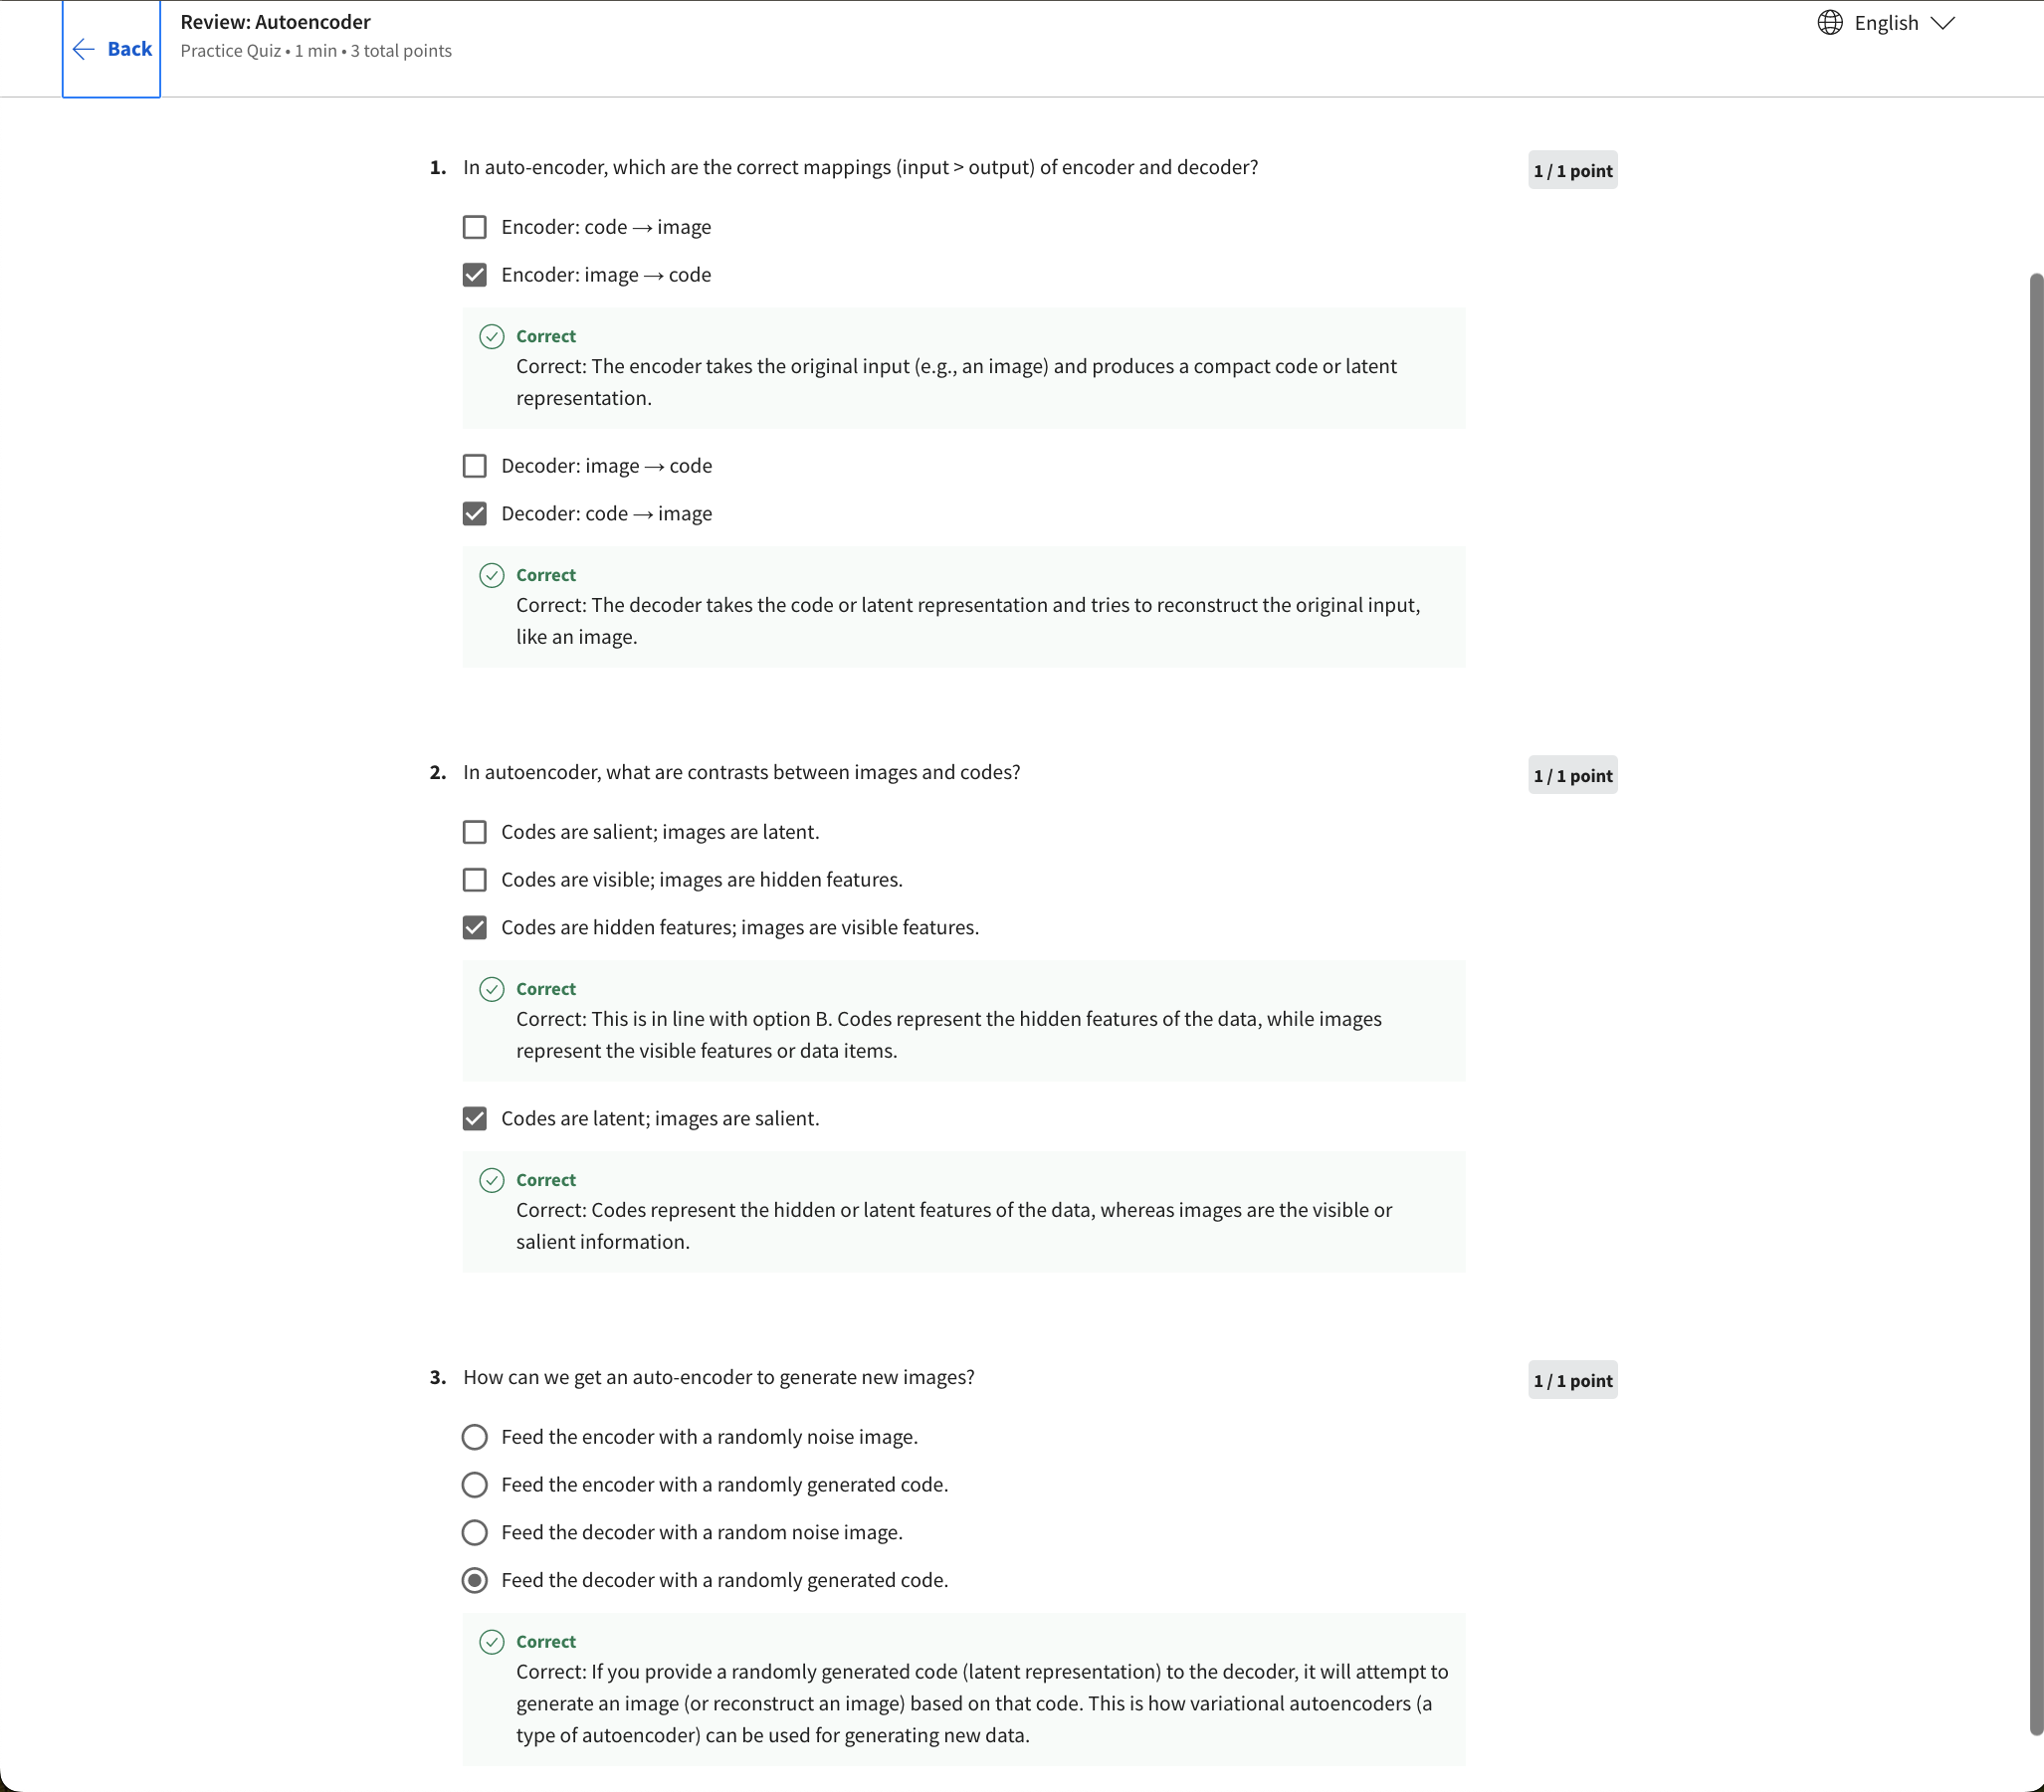 Back
Review: Autoencoder
Practice Quiz • 1 min • 3 total points
English
1. In auto-encoder, which are the correct mappings (input > output) of encoder and decoder?
1 / 1 point
Encoder: code → image
Encoder: image → code
Correct
Correct: The encoder takes the original input (e.g., an image) and produces a compact code or latent
representation.
Decoder: image → code
Decoder: code → image
Correct
Correct: The decoder takes the code or latent representation and tries to reconstruct the original input,
like an image.
2. In autoencoder, what are contrasts between images and codes?
1 / 1 point
Codes are salient; images are latent.
Codes are visible; images are hidden features.
Codes are hidden features; images are visible features.
Correct
Correct: This is in line with option B. Codes represent the hidden features of the data, while images
represent the visible features or data items.
Codes are latent; images are salient.
Correct
Correct: Codes represent the hidden or latent features of the data, whereas images are the visible or
salient information.
3. How can we get an auto-encoder to generate new images?
1 / 1 point
Feed the encoder with a randomly noise image.
Feed the encoder with a randomly generated code.
Feed the decoder with a random noise image.
Feed the decoder with a randomly generated code.
Correct
Correct: If you provide a randomly generated code (latent representation) to the decoder, it will attempt to
generate an image (or reconstruct an image) based on that code. This is how variational autoencoders (a
type of autoencoder) can be used for generating new data.